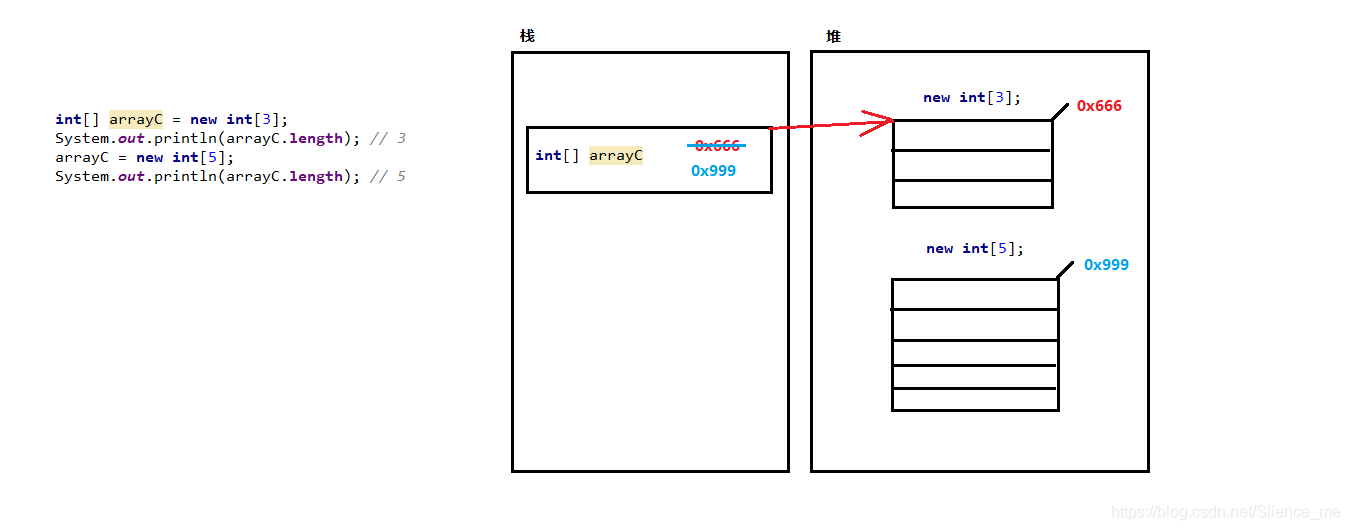 int[] arrayC = new int[3];
System.out.println(arrayC.length); // 3
arrayC = new int[5];
System.out.println(arrayC.length); // 5
栈
int[] arrayC
0x666
0x999
堆
new int[3];
0x666
new int[5];
0x999
https://blog.csdn.net/Slience_me